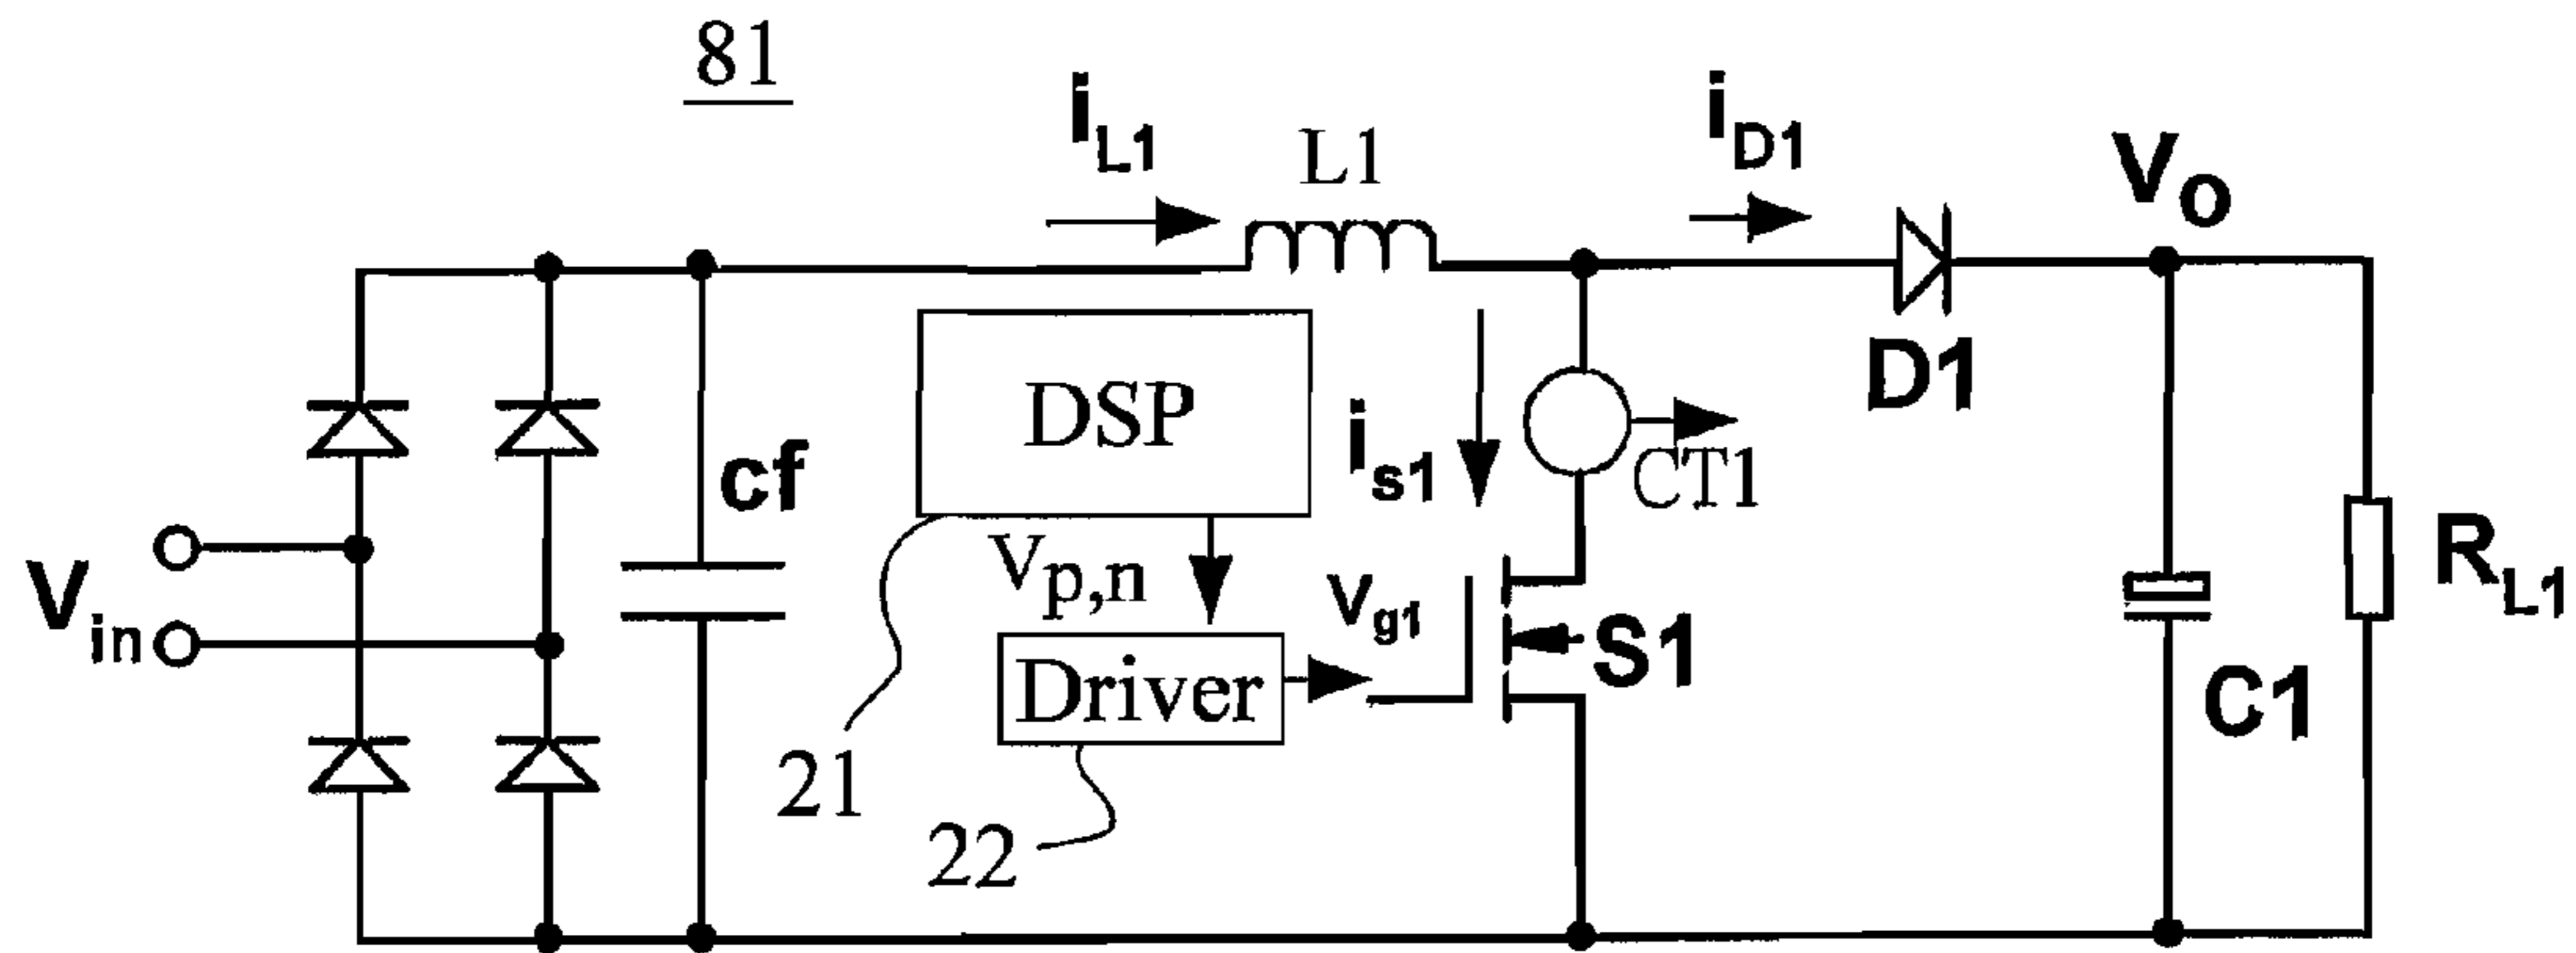 81
iL1
L1
iD1
Vo
DSP
cf
is1
CT1
D1
Vin
Vp,n
Vg1
Driver
S1
RL1
C1
21
22